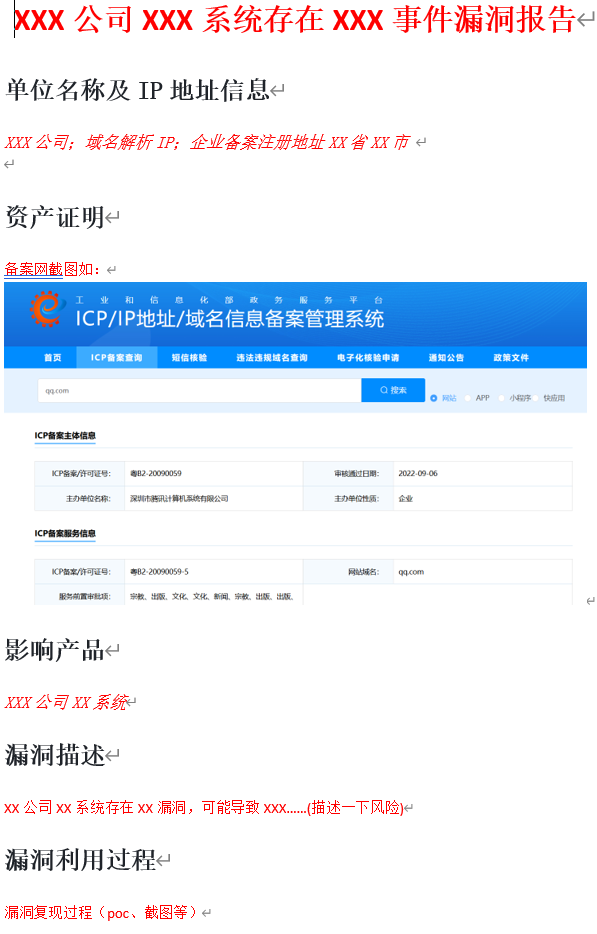 XXX 公司 XXX 系统存在 XXX 事件漏洞报告
单位名称及 IP 地址信息
XXX 公司；域名解析 IP；企业备案注册地址 XX 省 XX 市
资产证明
备案网截图如：
工业和信息化部政务服务平台
ICP/IP地址/域名信息备案管理系统
首页 ICP备案查询 短信核验 违法违规域名查询 电子化核验申请 通知公告 政策文件
qq.com 搜索 网站 APP 小程序 快应用
ICP备案主体信息
ICP备案/许可证号： 粤B2-20090059 审核通过日期： 2022-09-06
主办单位名称： 深圳市腾讯计算机系统有限公司 主办单位性质： 企业
ICP备案服务信息
ICP备案/许可证号： 粤B2-20090059-5 网站域名： qq.com
服务前置审批项： 宗教、出版、文化、文化、新闻、宗教、出版、出版、
影响产品
XXX 公司 XX 系统
漏洞描述
XX 公司 XX 系统存在 XX 漏洞，可能导致 XXX……(描述一下风险)
漏洞利用过程
漏洞复现过程（poc、截图等）